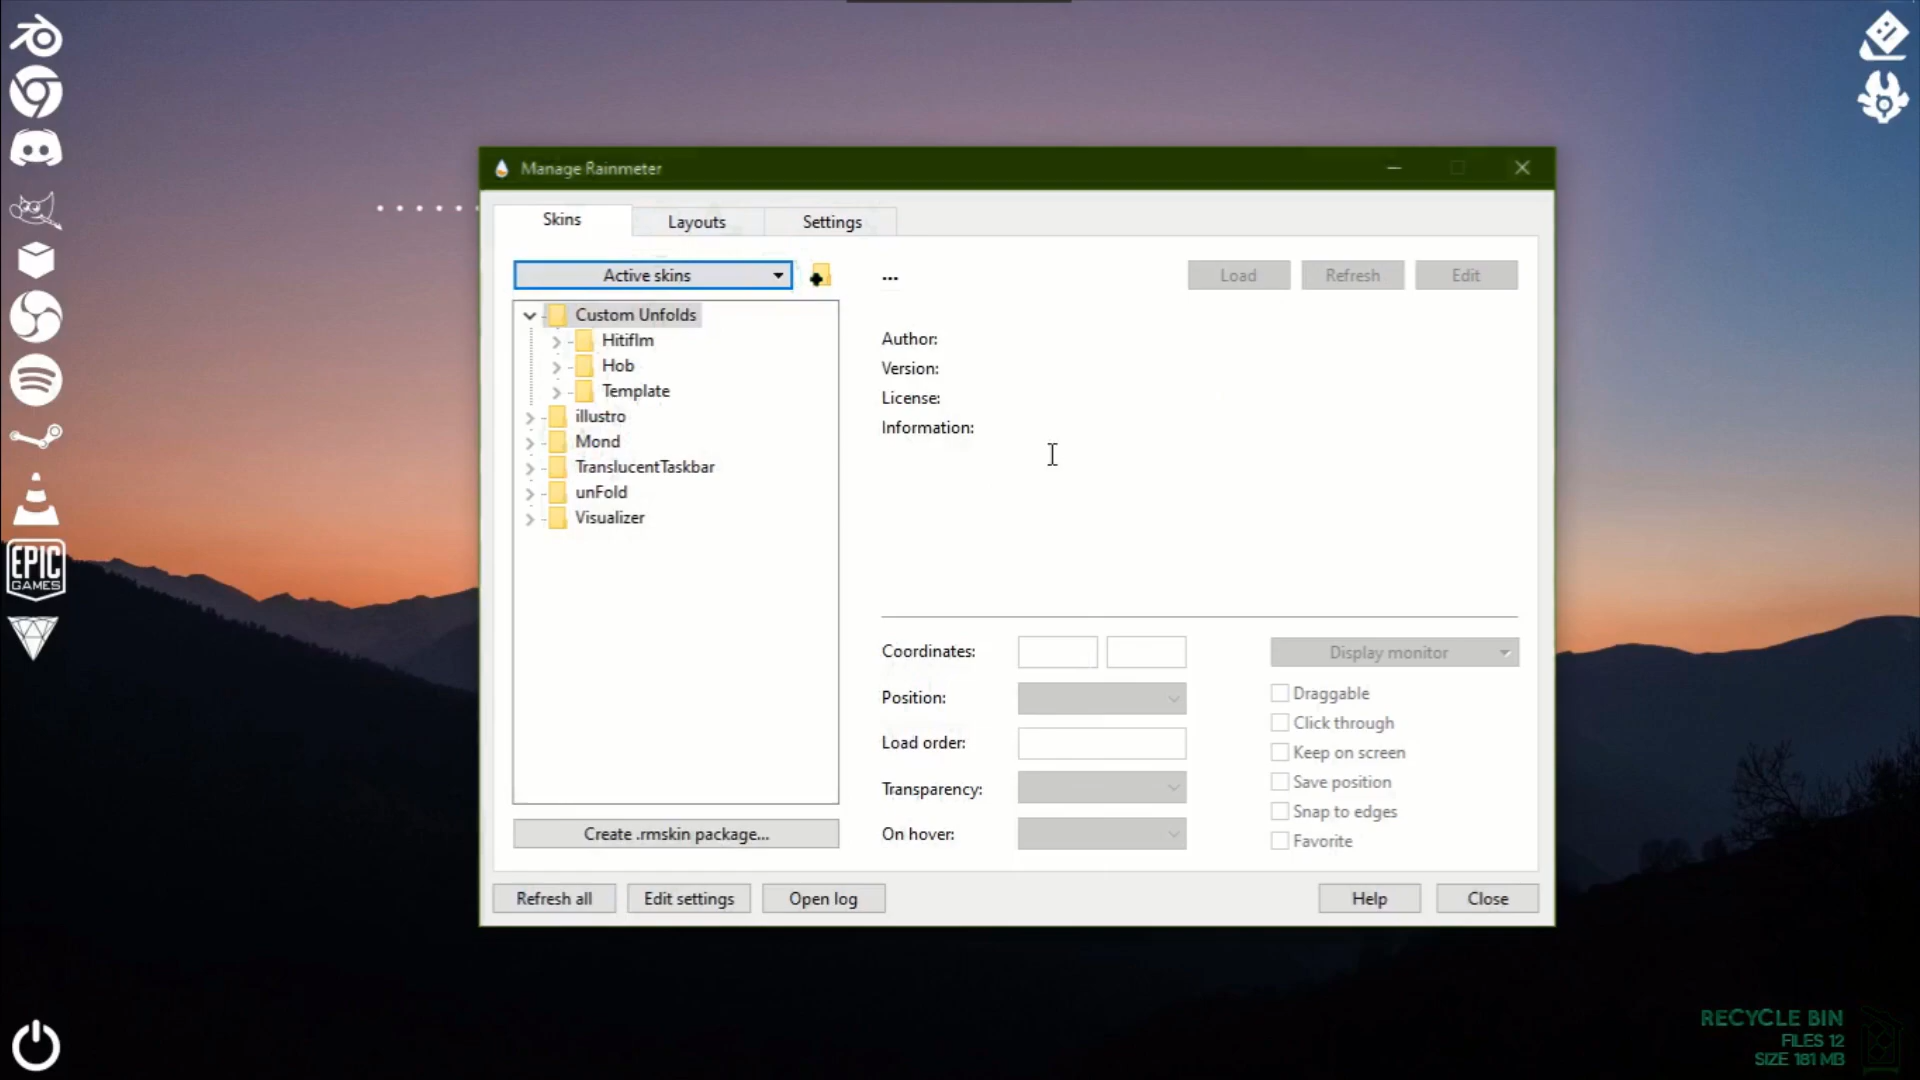 Manage Rainmeter
Skins
Layouts
Settings
Active skins
...
Load
Refresh
Edit
Custom Unfolds
Hitiflm
Hob
Template
illustro
Mond
TranslucentTaskbar
unFold
Visualizer
Author:
Version:
License:
Information:
Coordinates:
Display monitor
Position:
Draggable
Click through
Load order:
Keep on screen
Transparency:
Save position
Snap to edges
On hover:
Favorite
Create .rmskin package...
Refresh all
Edit settings
Open log
Help
Close
EPIC
GAMES
RECYCLE BIN
FILES 12
SIZE 181 MB